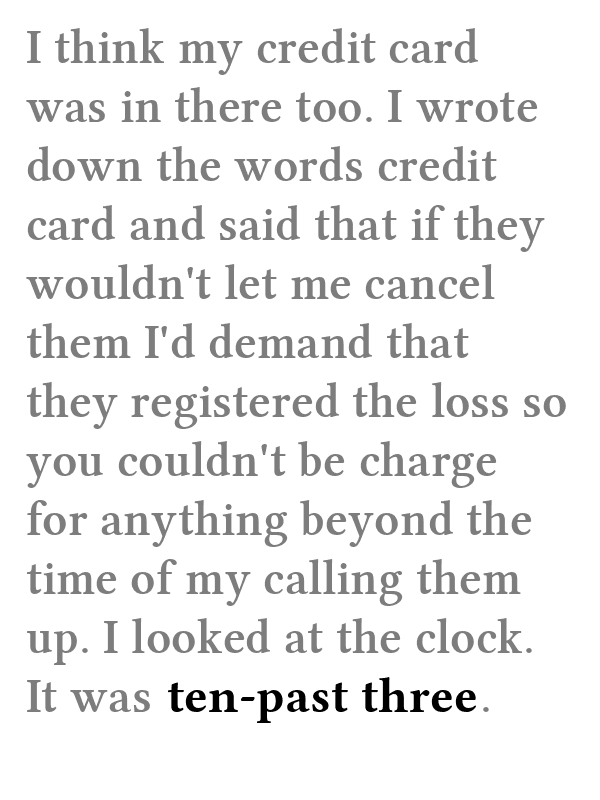 I think my credit card
was in there too. I wrote
down the words credit
card and said that if they
wouldn't let me cancel
them I'd demand that
they registered the loss so
you couldn't be charge
for anything beyond the
time of my calling them
up. I looked at the clock.
It was ten-past three.